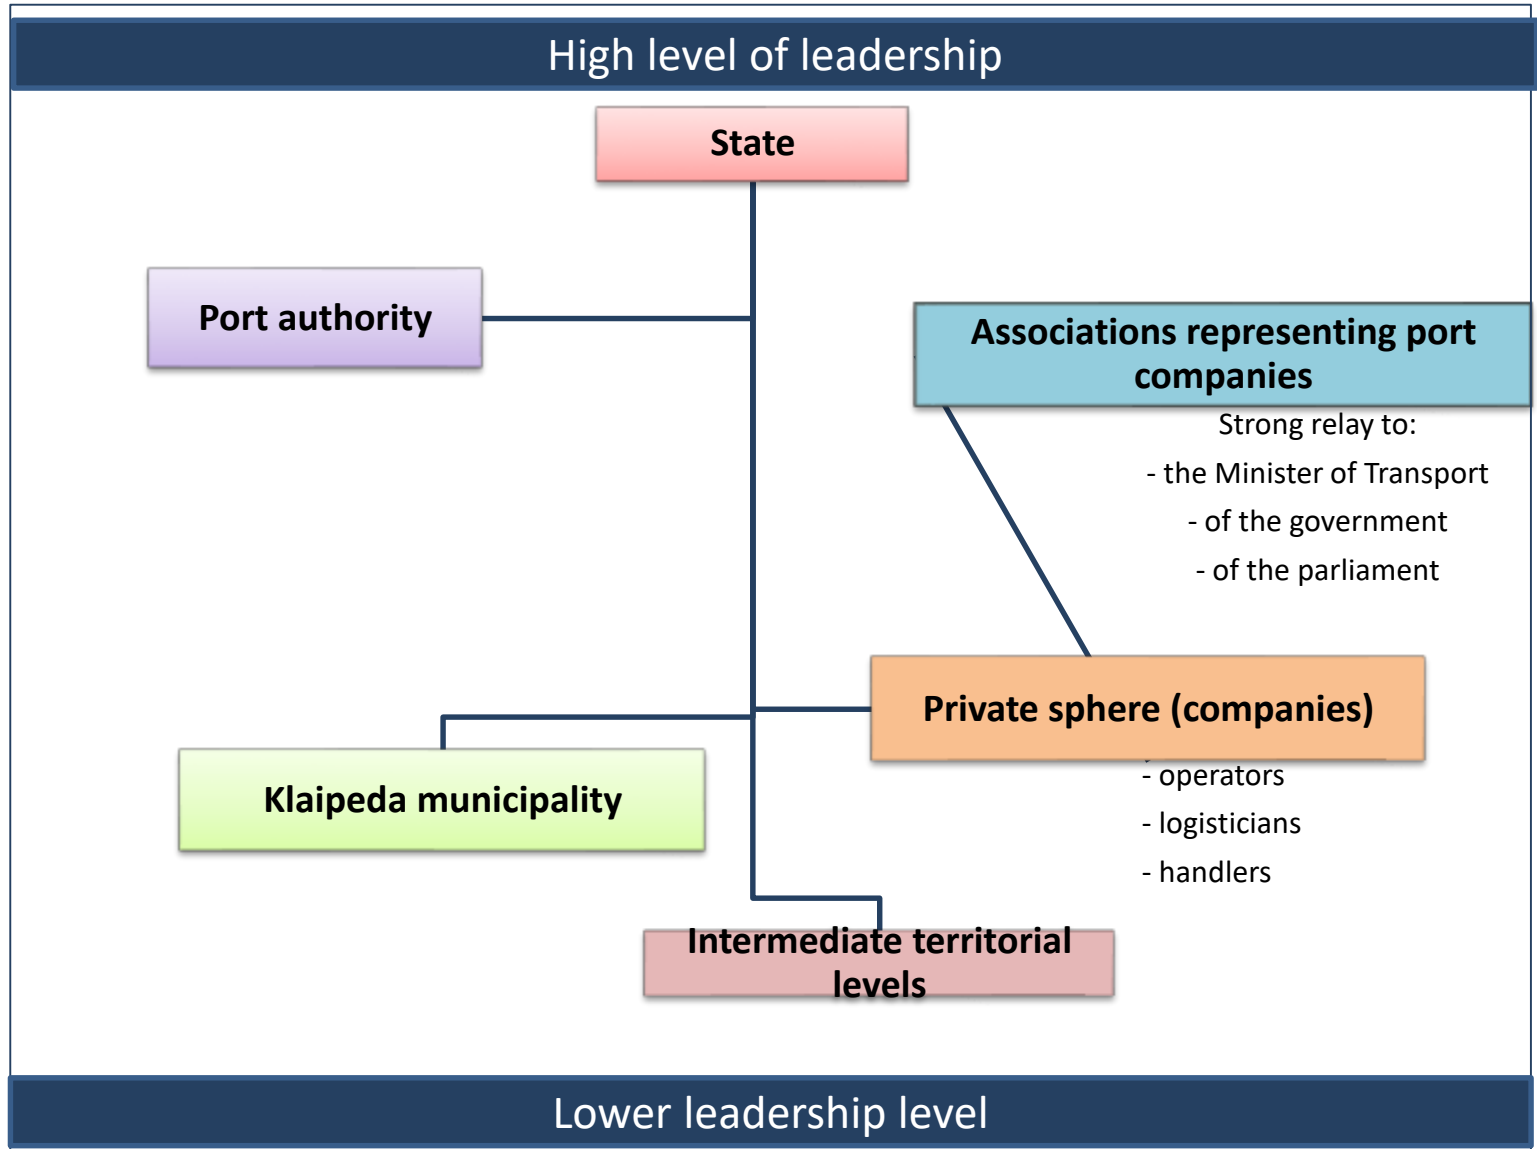 High level of leadership
State
Port authority
Associations representing port
companies
Strong relay to:
- the Minister of Transport
- of the government
- of the parliament
Private sphere (companies)
- operators
- logisticians
- handlers
Klaipeda municipality
Intermediate territorial
levels
Lower leadership level